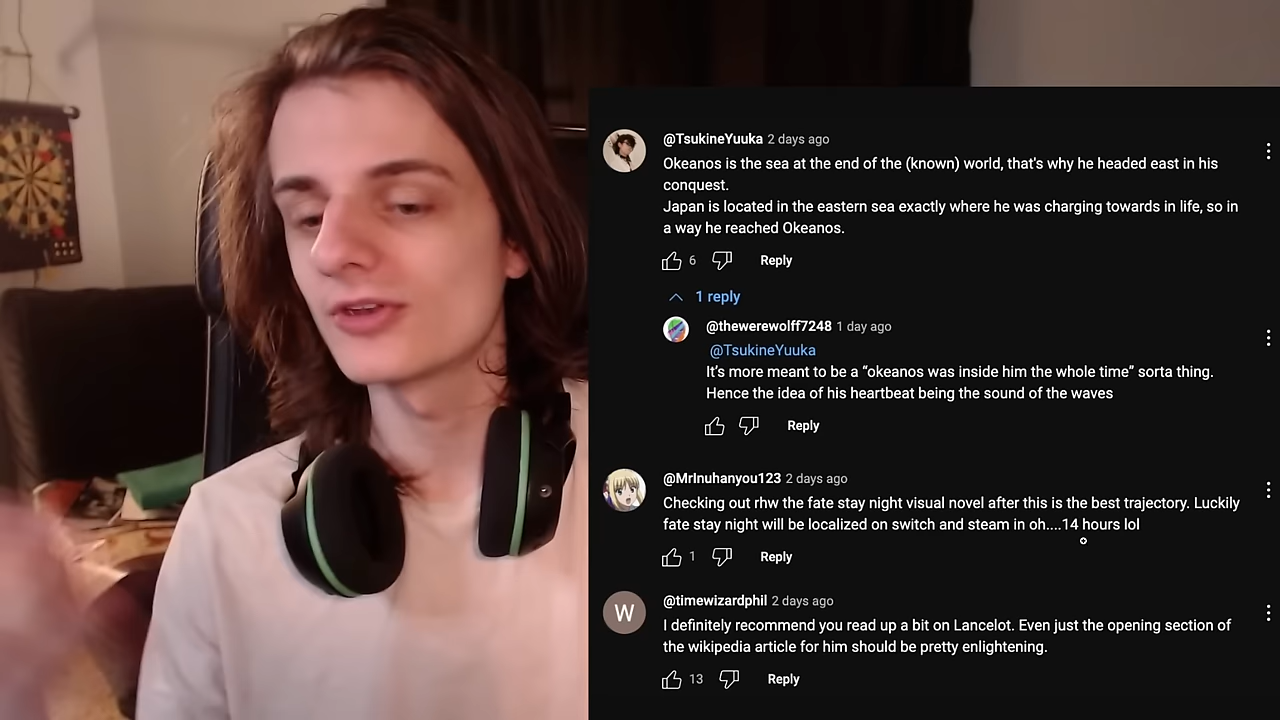 @TsukineYuuka 2 days ago
Okeanos is the sea at the end of the (known) world, that's why he headed east in his
conquest.
Japan is located in the eastern sea exactly where he was charging towards in life, so in
a way he reached Okeanos.
6 Reply
1 reply
@thewerewolff7248 1 day ago
@TsukineYuuka
It's more meant to be a “okeanos was inside him the whole time” sorta thing.
Hence the idea of his heartbeat being the sound of the waves
Reply
@MrInuhanyou123 2 days ago
Checking out rhw the fate stay night visual novel after this is the best trajectory. Luckily
fate stay night will be localized on switch and steam in oh....14 hours lol
1 Reply
W
@timewizardphil 2 days ago
I definitely recommend you read up a bit on Lancelot. Even just the opening section of
the wikipedia article for him should be pretty enlightening.
13 Reply